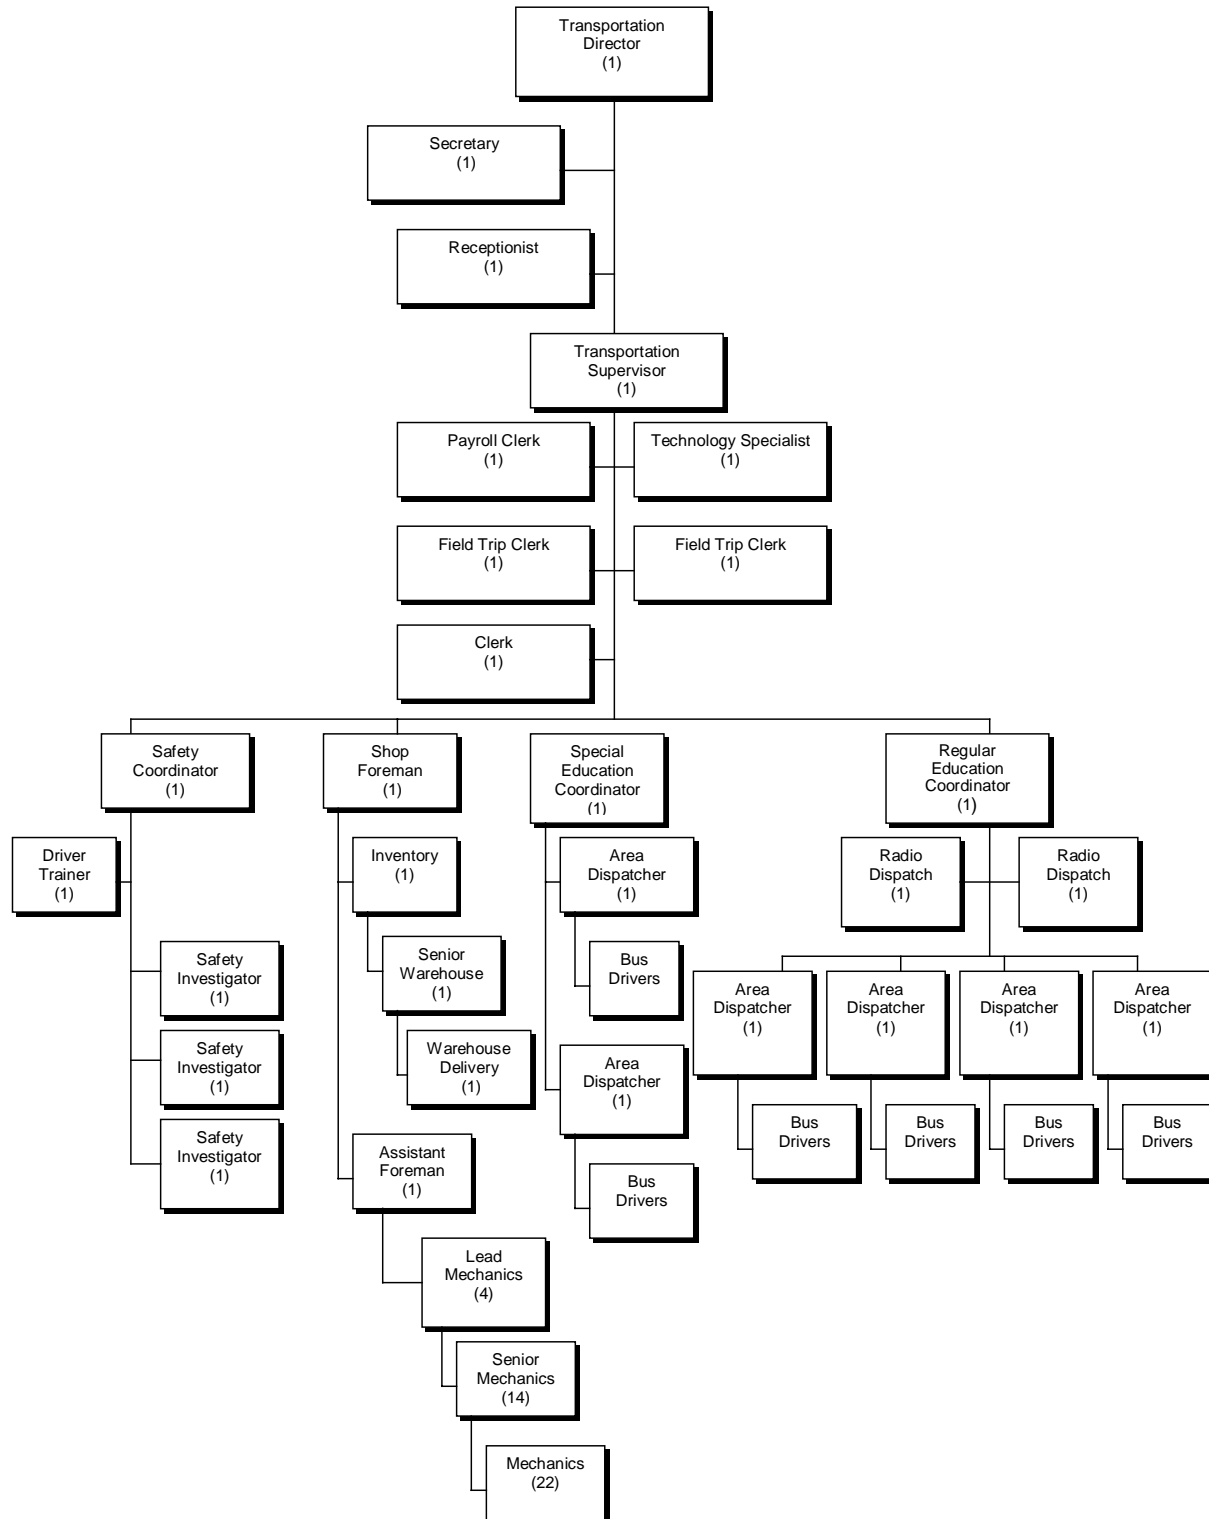 Transportation
Director
(1)
Secretary
(1)
Receptionist
(1)
Transportation
Supervisor
(1)
Payroll Clerk
(1)
Technology Specialist
(1)
Field Trip Clerk
(1)
Field Trip Clerk
(1)
Clerk
(1)
Safety
Coordinator
(1)
Shop
Foreman
(1)
Special
Education
Coordinator
(1)
Regular
Education
Coordinator
(1)
Driver
Trainer
(1)
Inventory
(1)
Area
Dispatcher
(1)
Radio
Dispatch
(1)
Radio
Dispatch
(1)
Safety
Investigator
(1)
Senior
Warehouse
(1)
Bus
Drivers
Area
Dispatcher
(1)
Area
Dispatcher
(1)
Area
Dispatcher
(1)
Area
Dispatcher
(1)
Safety
Investigator
(1)
Warehouse
Delivery
(1)
Area
Dispatcher
(1)
Safety
Investigator
(1)
Assistant
Foreman
(1)
Bus
Drivers
Bus
Drivers
Bus
Drivers
Bus
Drivers
Bus
Drivers
Lead
Mechanics
(4)
Senior
Mechanics
(14)
Mechanics
(22)